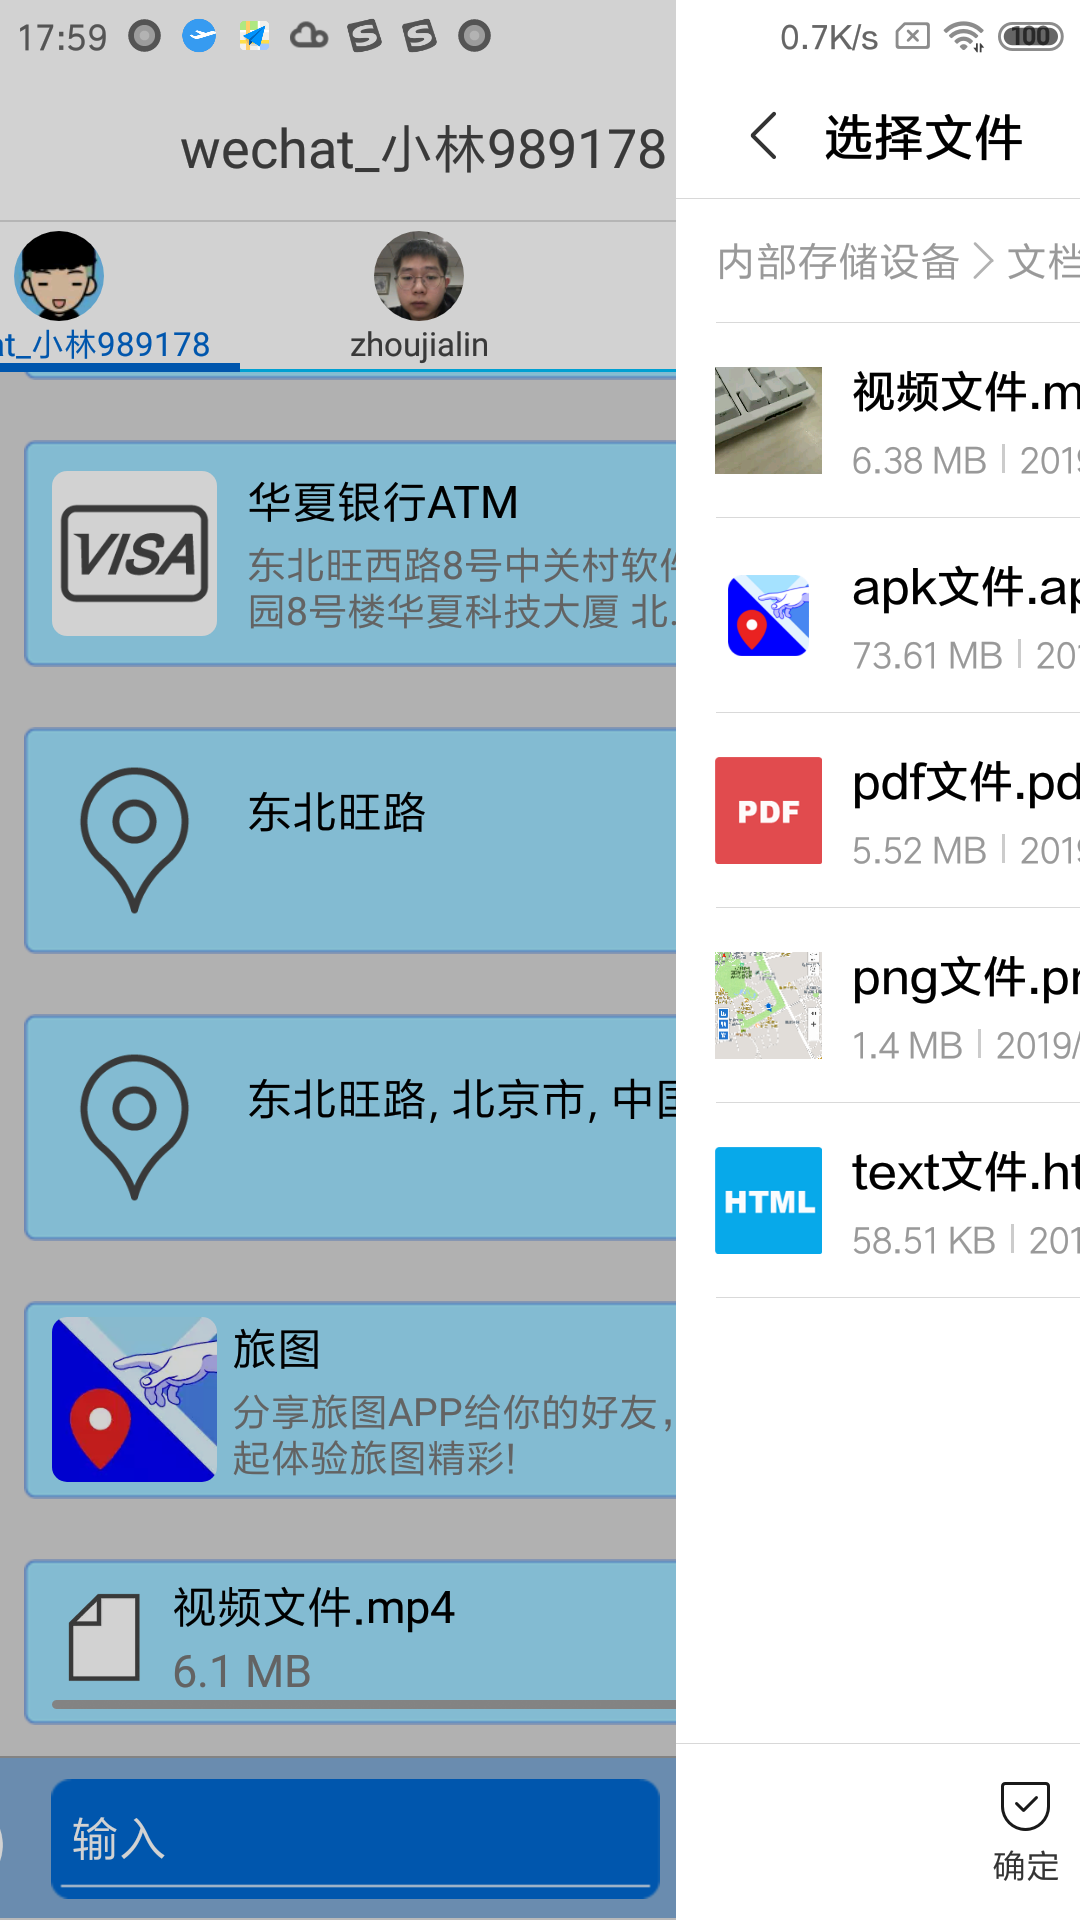 17:59
0.7K/s
100
wechat_小林989178
选择文件
内部存储设备
文档
at_小林989178
zhoujialin
华夏银行ATM
东北旺西路8号中关村软件
园8号楼华夏科技大厦 北...
VISA
东北旺路
东北旺路, 北京市, 中国
旅图
分享旅图APP给你的好友,
起体验旅图精彩!
视频文件.mp4
6.1 MB
输入
视频文件.m
6.38 MB
2019
apk文件.ap
73.61 MB
201
PDF
pdf文件.pd
5.52 MB
2019
png文件.pn
1.4 MB
2019/
HTML
text文件.ht
58.51 KB
201
确定